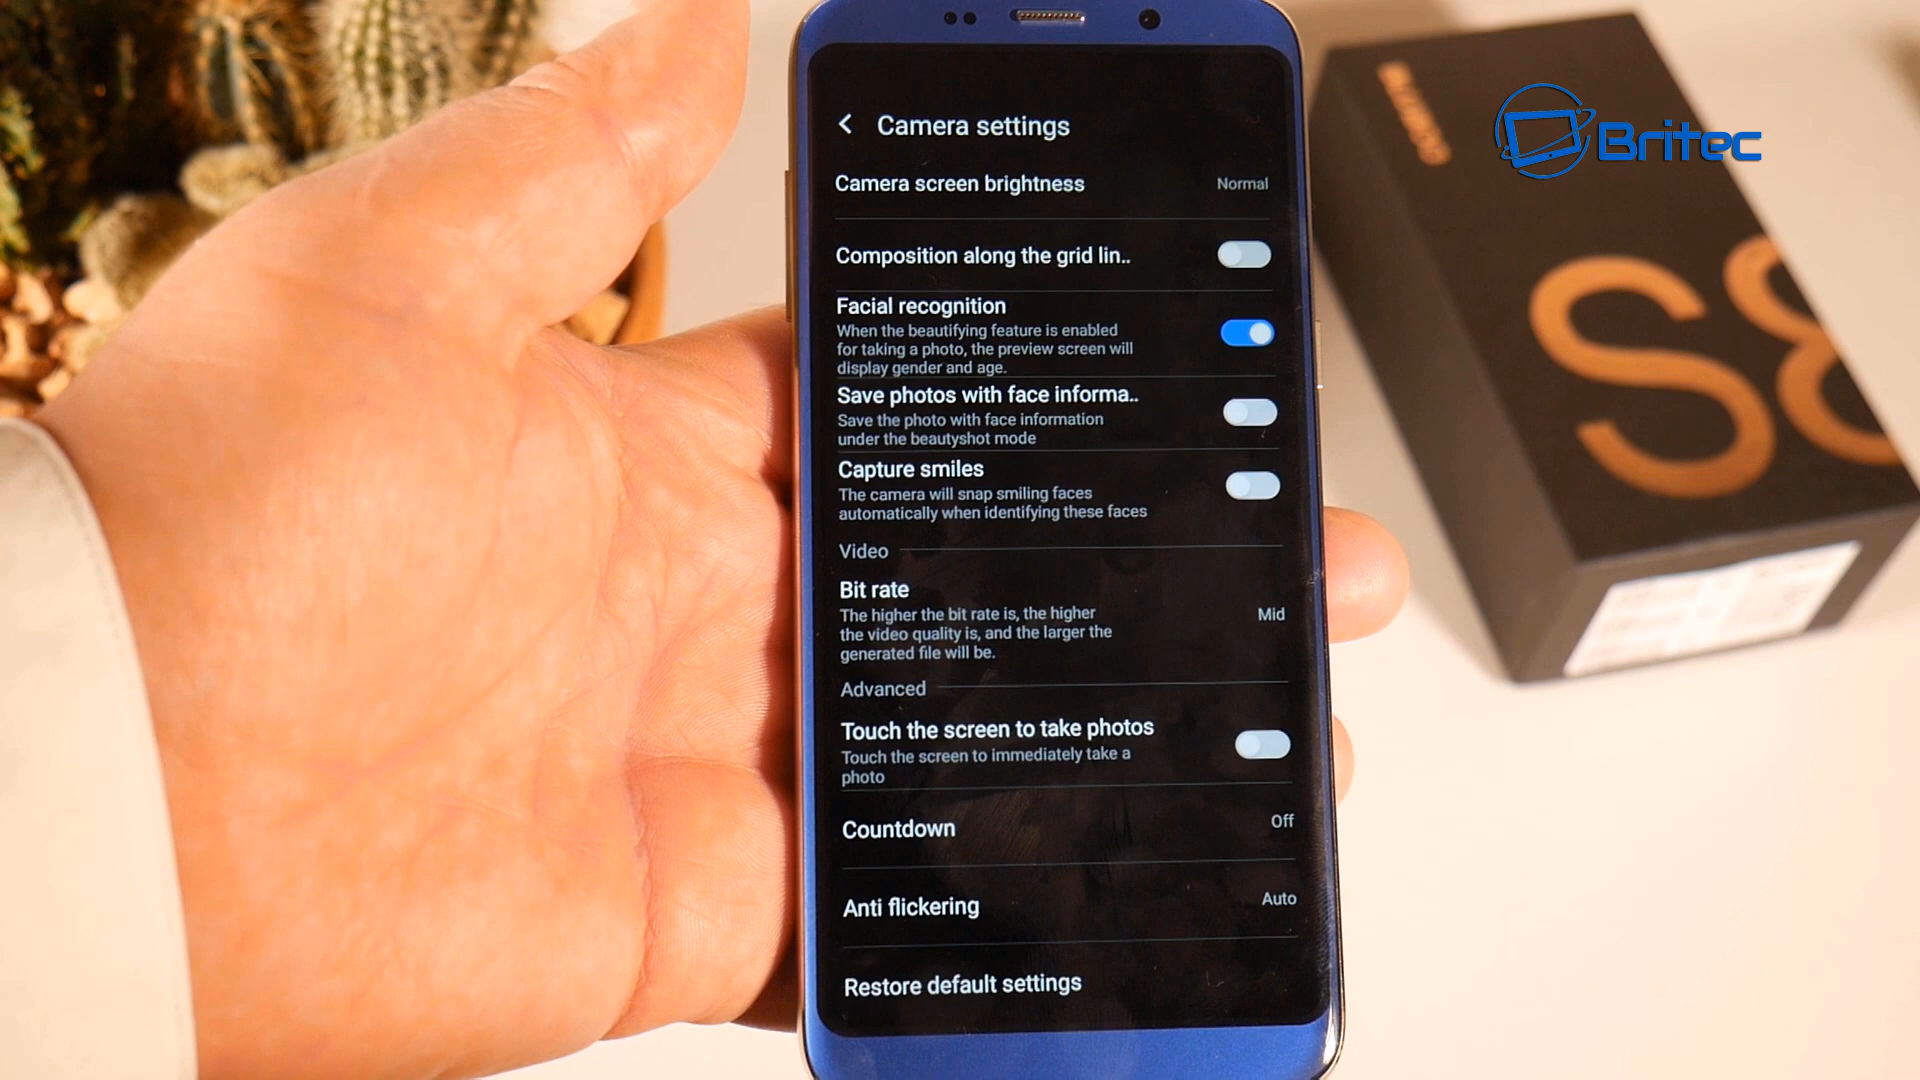 Britec
S8
Camera settings
Camera screen brightness Normal
Composition along the grid lin..
Facial recognition
When the beautifying feature is enabled
for taking a photo, the preview screen will
display gender and age.
Save photos with face informa..
Save the photo with face information
under the beautyshot mode
Capture smiles
The camera will snap smiling faces
automatically when identifying these faces
Video
Bit rate
The higher the bit rate is, the higher
the video quality is, and the larger the
generated file will be.
Mid
Advanced
Touch the screen to take photos
Touch the screen to immediately take a
photo
Countdown Off
Anti flickering Auto
Restore default settings